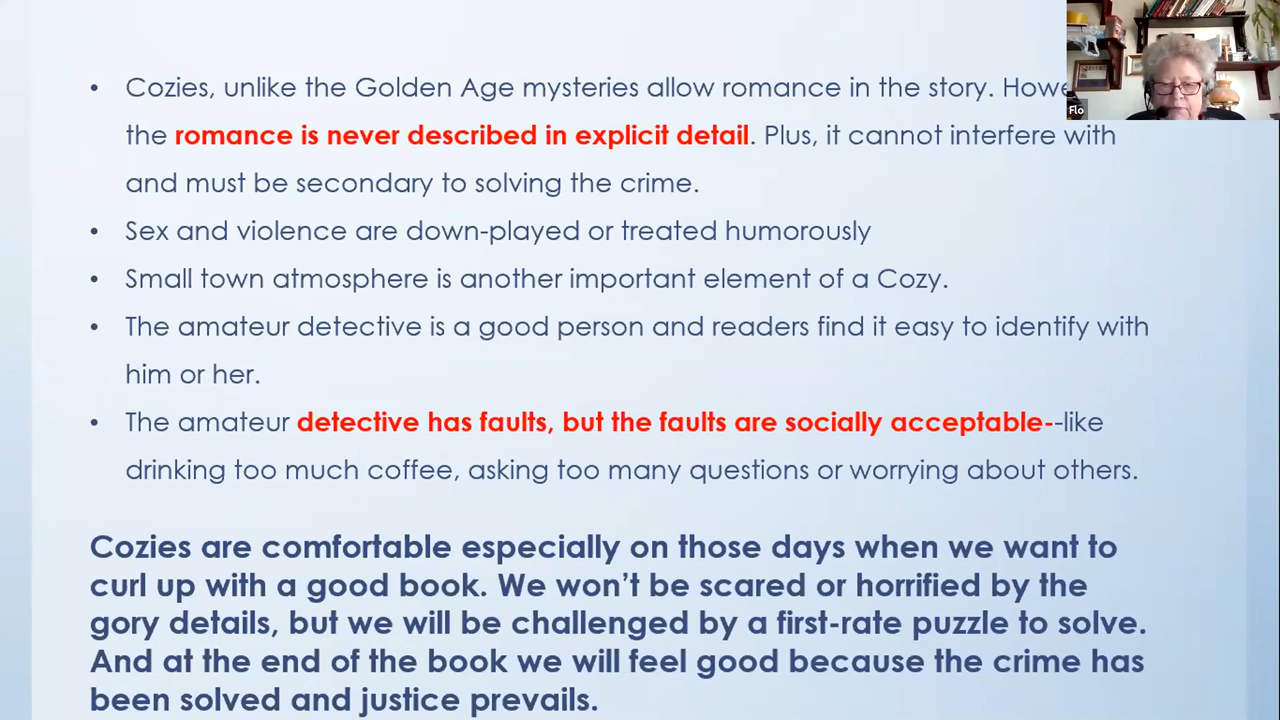 • Cozies, unlike the Golden Age mysteries allow romance in the story. Howe
the romance is never described in explicit detail. Plus, it cannot interfere with
and must be secondary to solving the crime.
• Sex and violence are down-played or treated humorously
• Small town atmosphere is another important element of a Cozy.
• The amateur detective is a good person and readers find it easy to identify with
him or her.
• The amateur detective has faults, but the faults are socially acceptable--like
drinking too much coffee, asking too many questions or worrying about others.
Cozies are comfortable especially on those days when we want to
curl up with a good book. We won’t be scared or horrified by the
gory details, but we will be challenged by a first-rate puzzle to solve.
And at the end of the book we will feel good because the crime has
been solved and justice prevails.
Flo